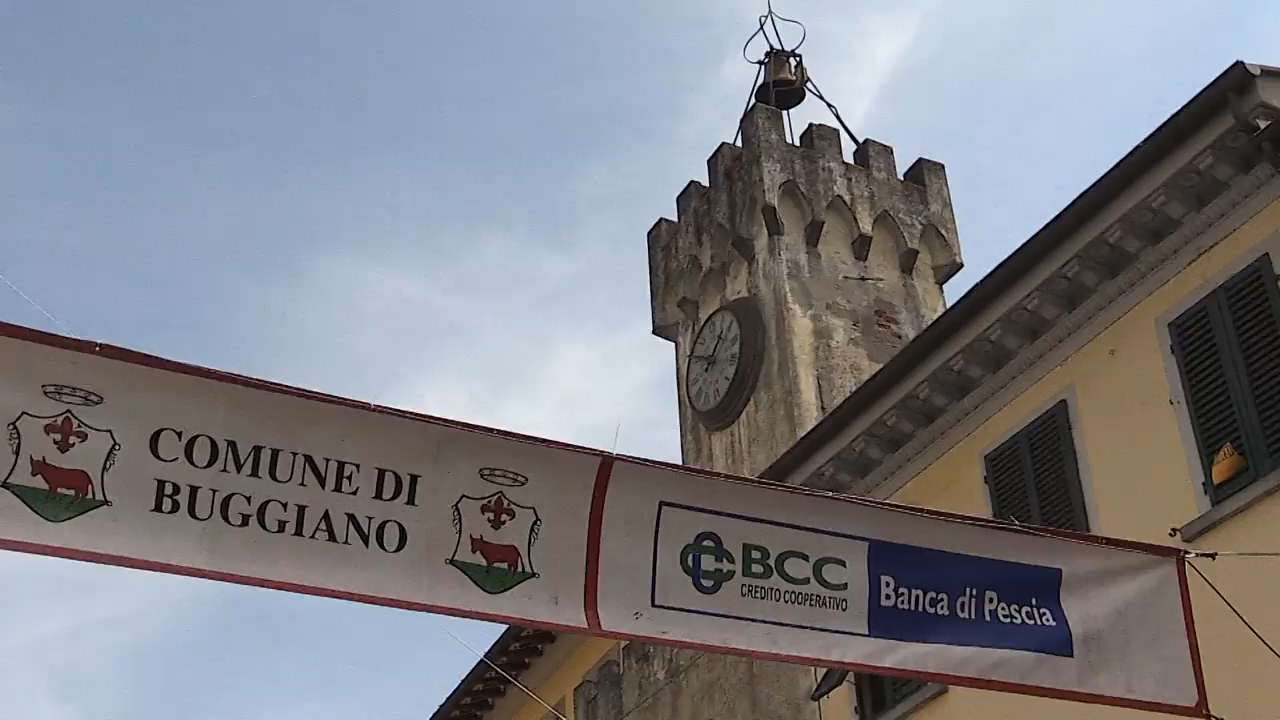 COMUNE DI
BUGGIANO
BCC
CREDITO COOPERATIVO
Banca di Pescia